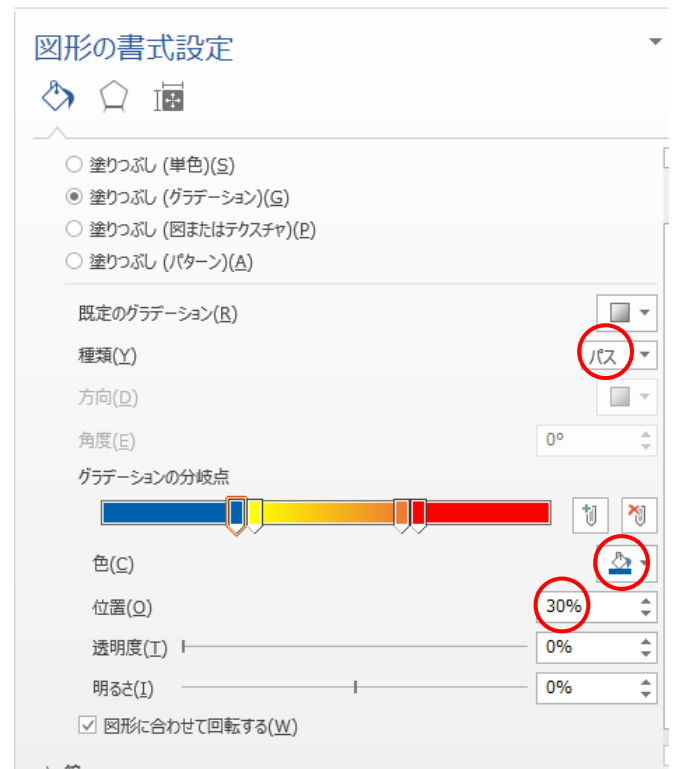 図形の書式設定
塗りつぶし (単色)(S)
塗りつぶし (グラデーション)(G)
塗りつぶし (図またはテクスチャ)(P)
塗りつぶし (パターン)(A)
既定のグラデーション(R)
種類(Y) パス
方向(D)
角度(E) 0°
グラデーションの分岐点
色(C)
位置(O) 30%
透明度(T) 0%
明るさ(I) 0%
図形に合わせて回転する(W)